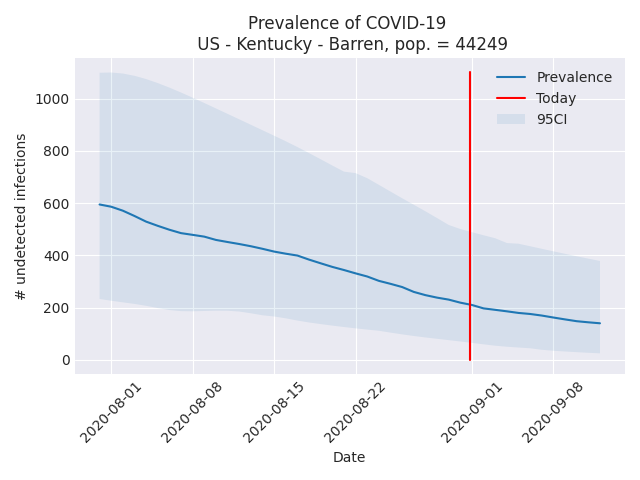 Prevalence of COVID-19
US - Kentucky - Barren, pop. = 44249
# undetected infections
1000
800
600
400
200
0
Prevalence
Today
95CI
2020-08-01
2020-08-08
2020-08-15
2020-08-22
2020-09-01
2020-09-08
Date